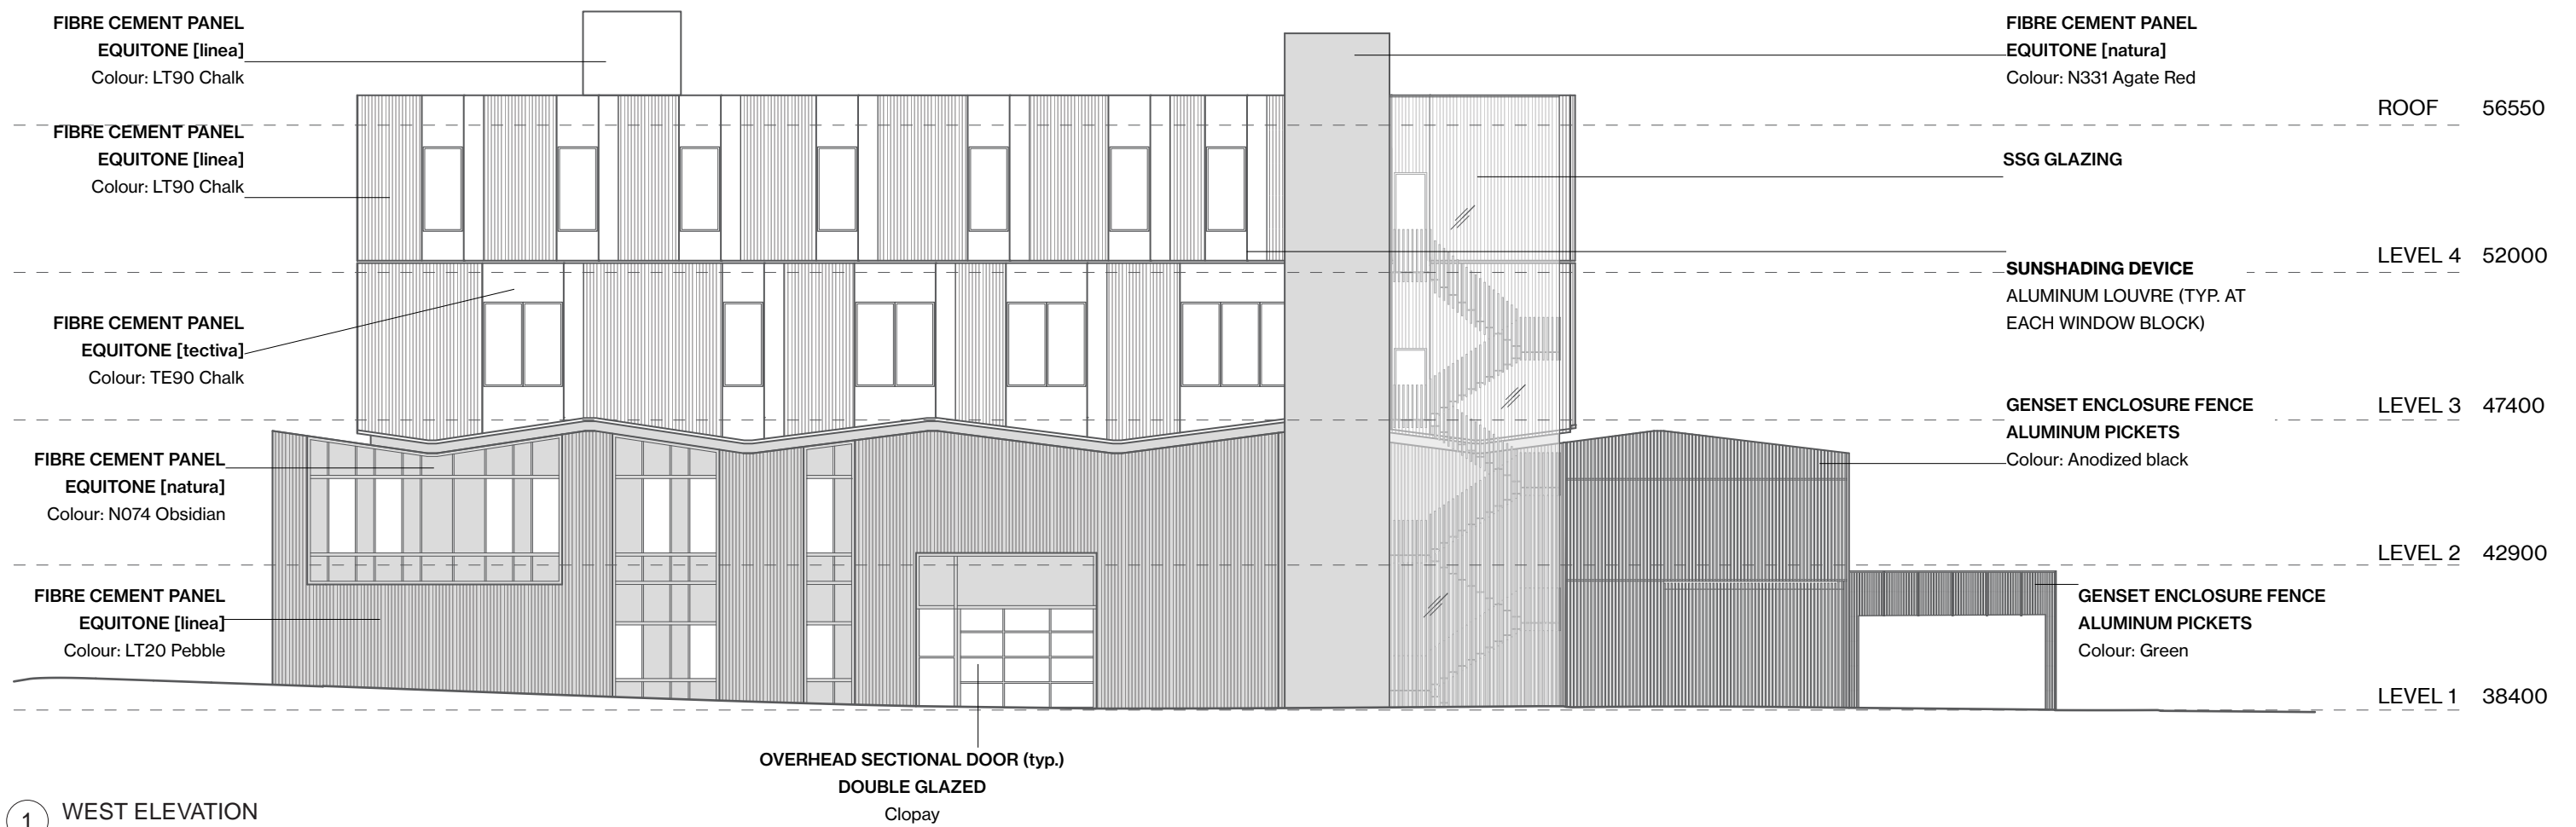 FIBRE CEMENT PANEL
EQUITONE [linea]
Colour: LT90 Chalk
FIBRE CEMENT PANEL
EQUITONE [linea]
Colour: LT90 Chalk
FIBRE CEMENT PANEL
EQUITONE [tectiva]
Colour: TE90 Chalk
FIBRE CEMENT PANEL
EQUITONE [natura]
Colour: N074 Obsidian
FIBRE CEMENT PANEL
EQUITONE [linea]
Colour: LT20 Pebble
OVERHEAD SECTIONAL DOOR (typ.)
DOUBLE GLAZED
Clopay
FIBRE CEMENT PANEL
EQUITONE [natura]
Colour: N331 Agate Red
SSG GLAZING
SUNSHADING DEVICE
ALUMINUM LOUVRE (TYP. AT
EACH WINDOW BLOCK)
GENSET ENCLOSURE FENCE
ALUMINUM PICKETS
Colour: Anodized black
GENSET ENCLOSURE FENCE
ALUMINUM PICKETS
Colour: Green
ROOF 56550
LEVEL 4 52000
LEVEL 3 47400
LEVEL 2 42900
LEVEL 1 38400
1 WEST ELEVATION